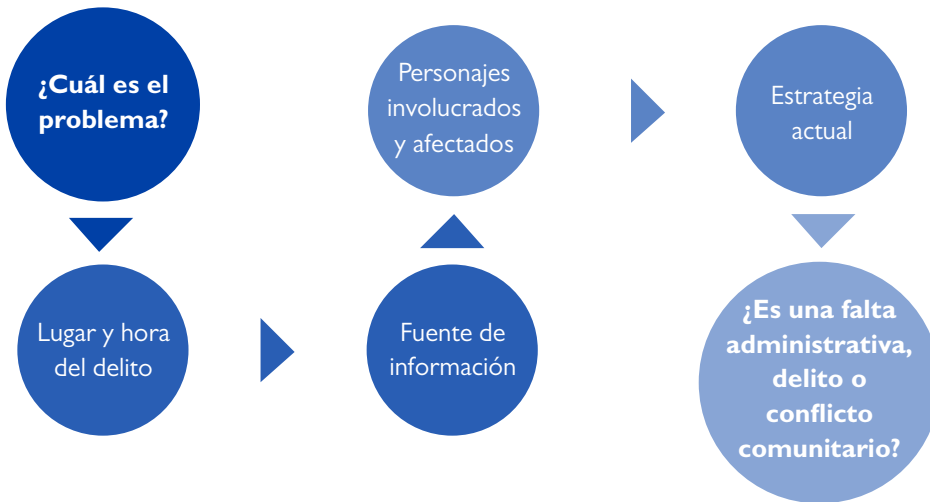 ¿Cuál es el
problema?
Lugar y hora
del delito
Fuente de
información
Personajes
involucrados
y afectados
Estrategia
actual
¿Es una falta
administrativa,
delito o
conflicto
comunitario?